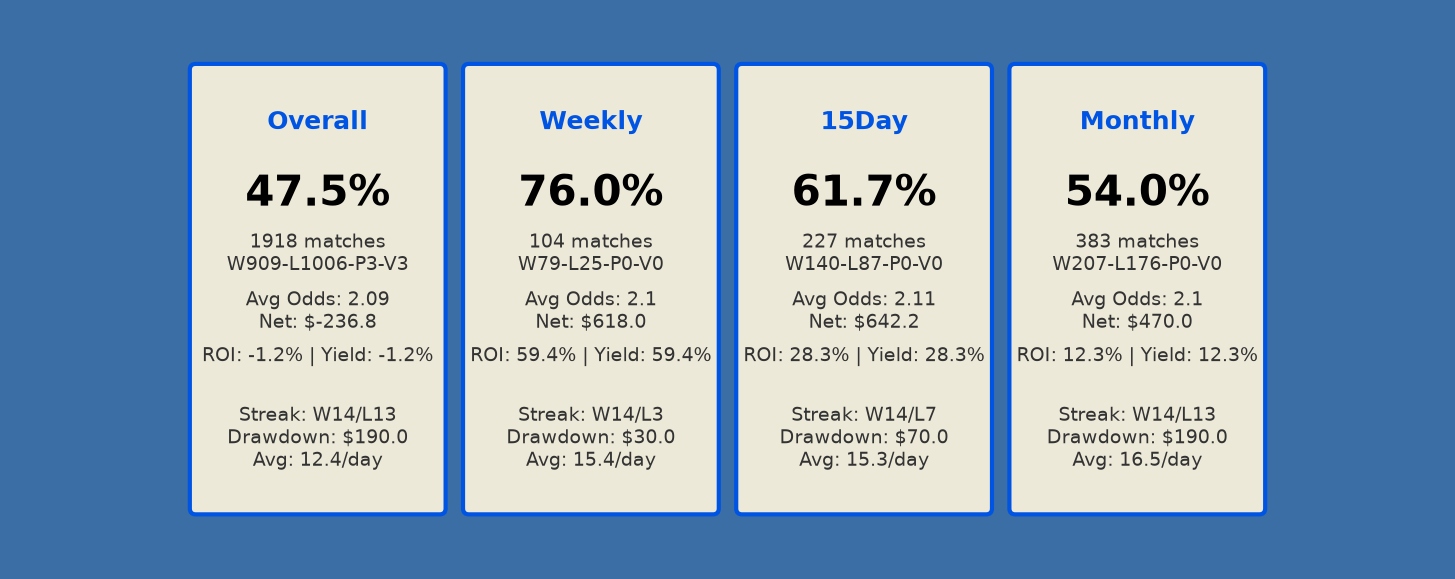 Overall
47.5%
1918 matches
W909-L1006-P3-V3
Avg Odds: 2.09
Net: $-236.8
ROI: -1.2% | Yield: -1.2%
Streak: W14/L13
Drawdown: $190.0
Avg: 12.4/day
Weekly
76.0%
104 matches
W79-L25-P0-V0
Avg Odds: 2.1
Net: $618.0
ROI: 59.4% | Yield: 59.4%
Streak: W14/L3
Drawdown: $30.0
Avg: 15.4/day
15Day
61.7%
227 matches
W140-L87-P0-V0
Avg Odds: 2.11
Net: $642.2
ROI: 28.3% | Yield: 28.3%
Streak: W14/L7
Drawdown: $70.0
Avg: 15.3/day
Monthly
54.0%
383 matches
W207-L176-P0-V0
Avg Odds: 2.1
Net: $470.0
ROI: 12.3% | Yield: 12.3%
Streak: W14/L13
Drawdown: $190.0
Avg: 16.5/day